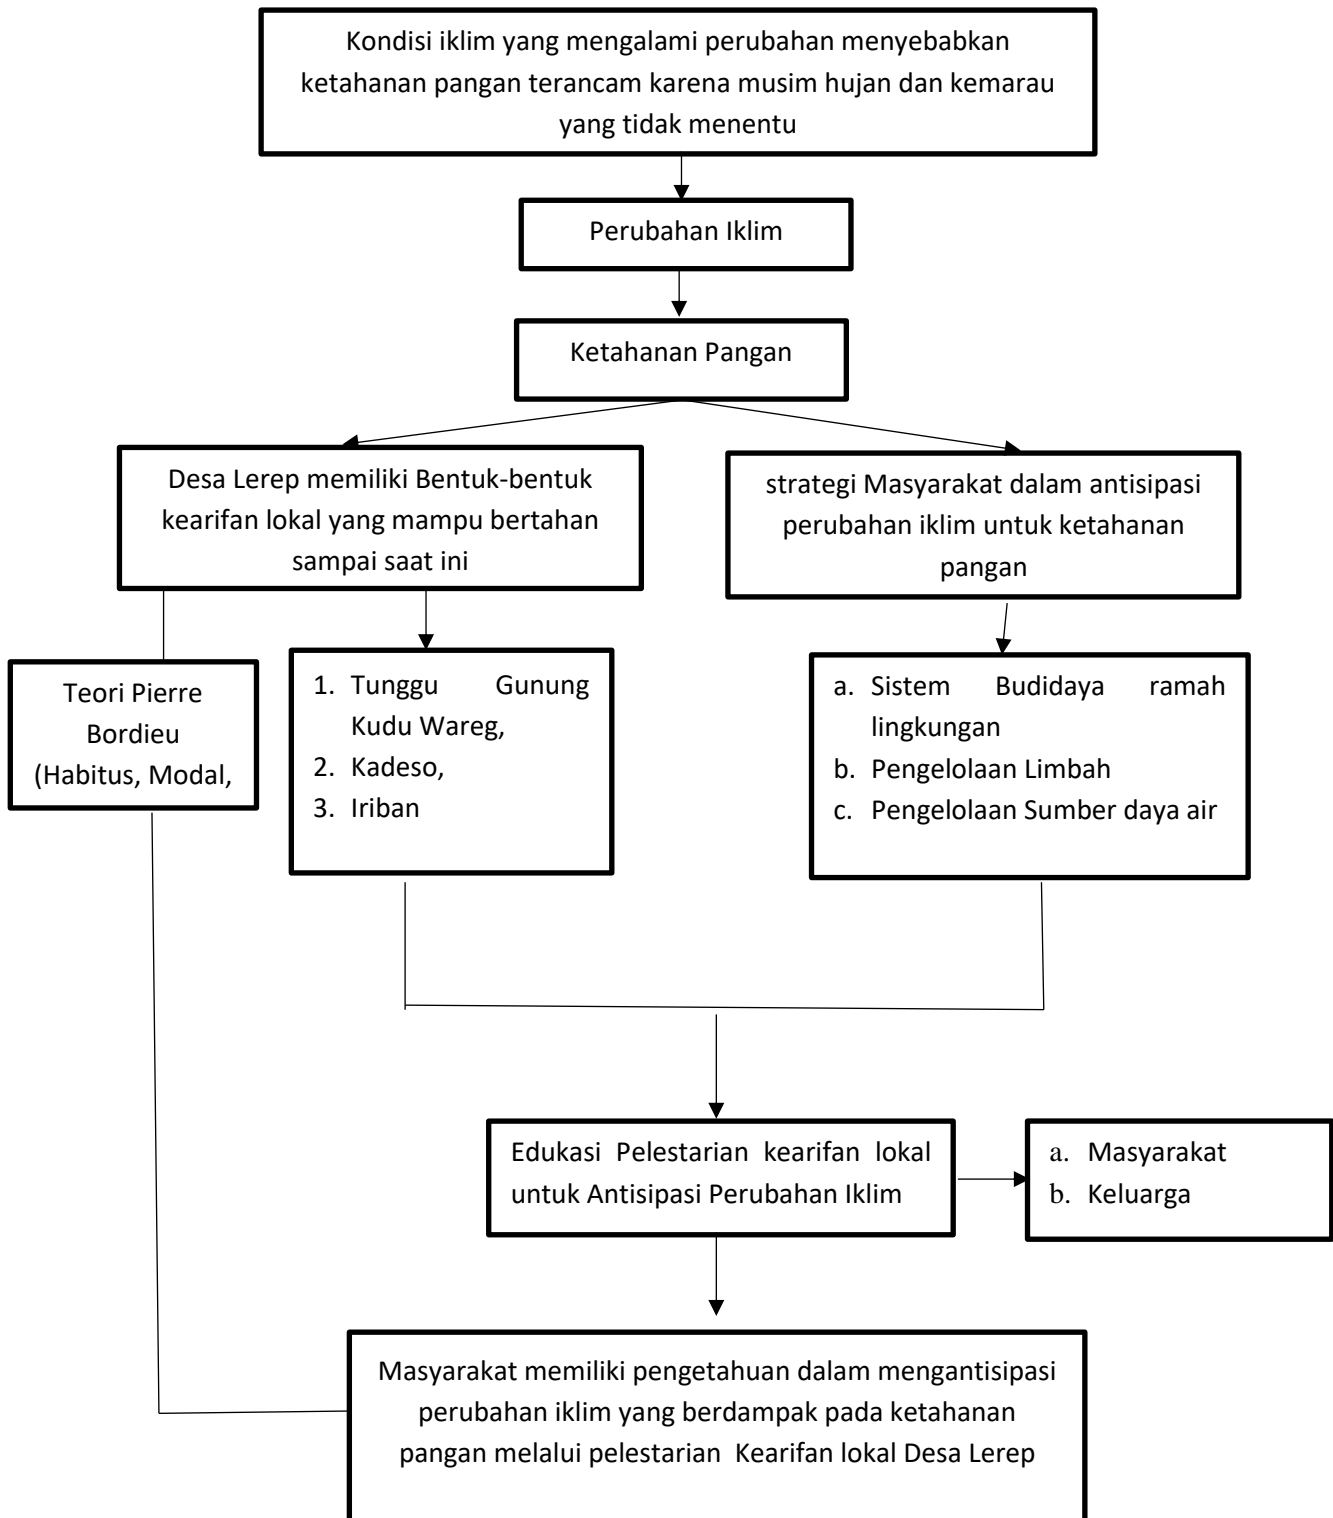 Kondisi iklim yang mengalami perubahan menyebabkan
ketahanan pangan terancam karena musim hujan dan kemarau
yang tidak menentu
Perubahan Iklim
Ketahanan Pangan
Desa Lerep memiliki Bentuk-bentuk
kearifan lokal yang mampu bertahan
sampai saat ini
strategi Masyarakat dalam antisipasi
perubahan iklim untuk ketahanan
pangan
Teori Pierre
Bordieu
(Habitus, Modal,
1. Tunggu Gunung
Kudu Wareg,
2. Kadeso,
3. Iriban
a. Sistem Budidaya ramah
lingkungan
b. Pengelolaan Limbah
c. Pengelolaan Sumber daya air
Edukasi Pelestarian kearifan lokal
untuk Antisipasi Perubahan Iklim
a. Masyarakat
b. Keluarga
Masyarakat memiliki pengetahuan dalam mengantisipasi
perubahan iklim yang berdampak pada ketahanan
pangan melalui pelestarian Kearifan lokal Desa Lerep